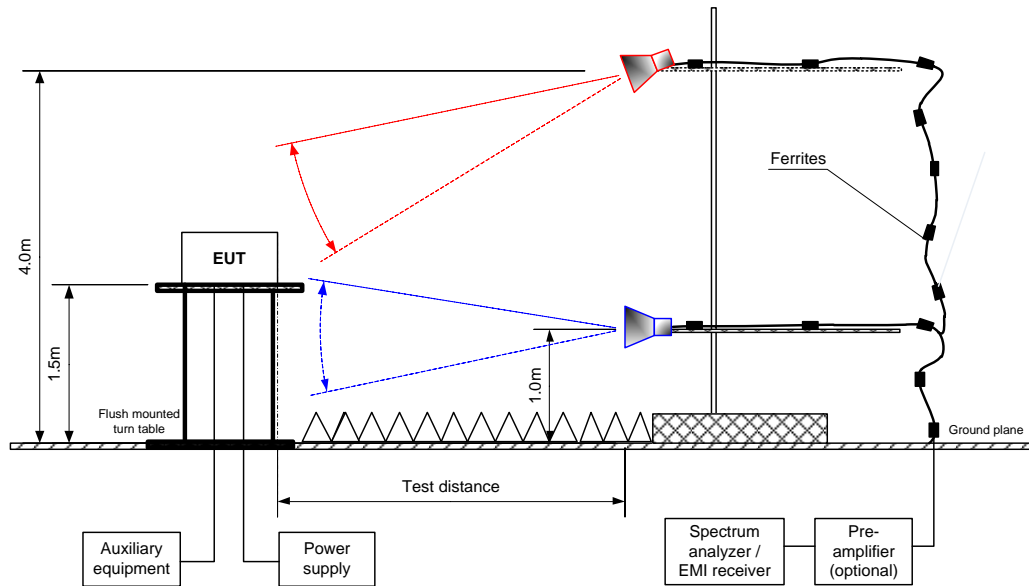 4.0m
Ferrites
EUT
1.5m
1.0m
Flush mounted
turn table
Ground plane
Test distance
Auxiliary
equipment
Power
supply
Spectrum
analyzer /
EMI receiver
Pre-
amplifier
(optional)